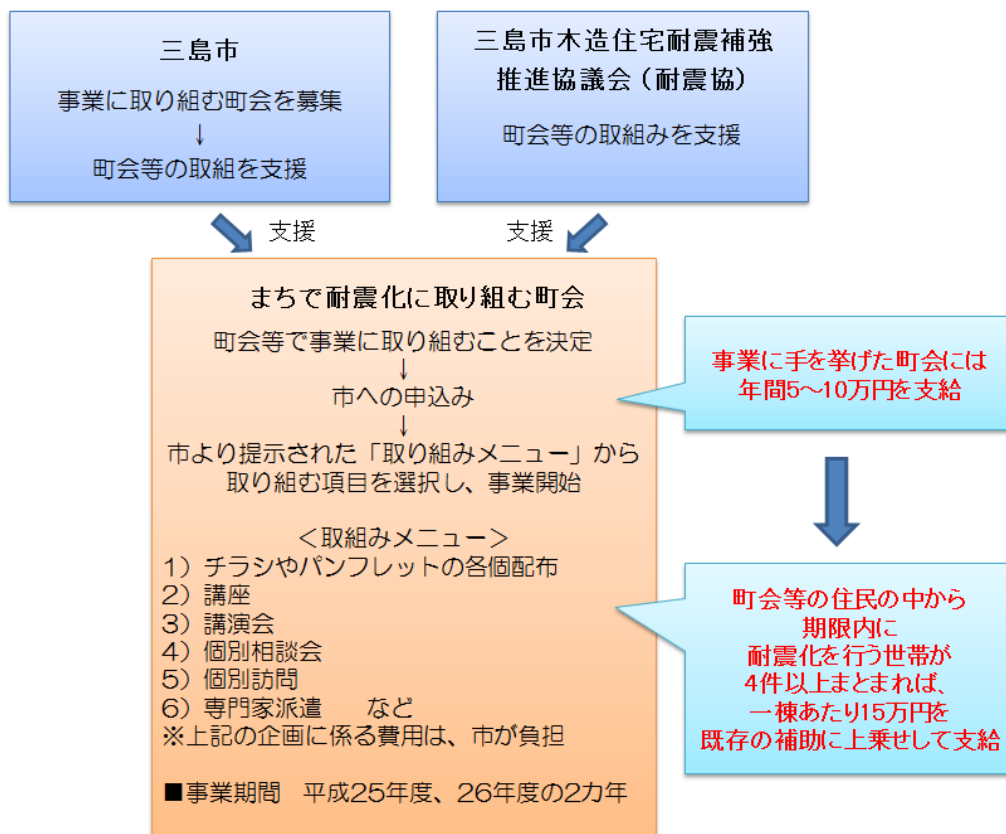 三島市
事業に取り組む町会を募集
↓
町会等の取組を支援
三島市木造住宅耐震補強
推進協議会（耐震協）
町会等の取組みを支援
支援
支援
まちで耐震化に取り組む町会
町会等で事業に取り組むことを決定
↓
市への申込み
↓
市より提示された「取り組みメニュー」から
取り組む項目を選択し、事業開始
＜取組みメニュー＞
1）チラシやパンフレットの各個配布
2）講座
3）講演会
4）個別相談会
5）個別訪問
6）専門家派遣　　など
※上記の企画に係る費用は、市が負担
■事業期間　平成25年度、26年度の2カ年
事業に手を挙げた町会には
年間5～10万円を支給
町会等の住民の中から
期限内に
耐震化を行う世帯が
4件以上まとまれば、
一棟あたり15万円を
既存の補助に上乗せして支給